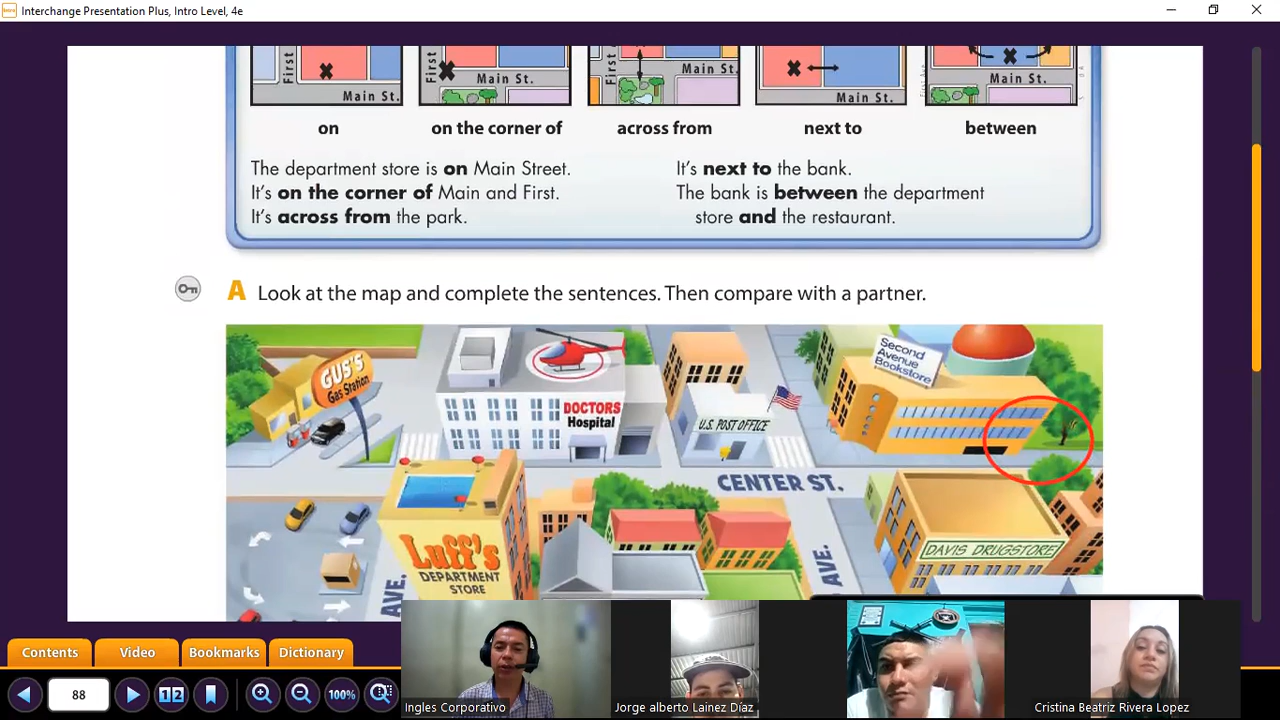 Interchange Presentation Plus, Intro Level, 4e
First
Main St.
First
Main St.
First
Main St.
Main St.
Main St.
on
on the corner of
across from
next to
between
The department store is on Main Street.
It's on the corner of Main and First.
It's across from the park.
It's next to the bank.
The bank is between the department
store and the restaurant.
A Look at the map and complete the sentences. Then compare with a partner.
GUS'S
Gas Station
DOCTORS
Hospital
U.S. POST OFFICE
Second
Avenue
Bookstore
CENTER ST.
Luff's
DEPARTMENT
STORE
AVE.
AVE.
DAVIS DRUGSTORE
Contents
Video
Bookmarks
Dictionary
88
12
100%
Ingles Corporativo
Jorge alberto Lainez Díaz
Cristina Beatriz Rivera Lopez